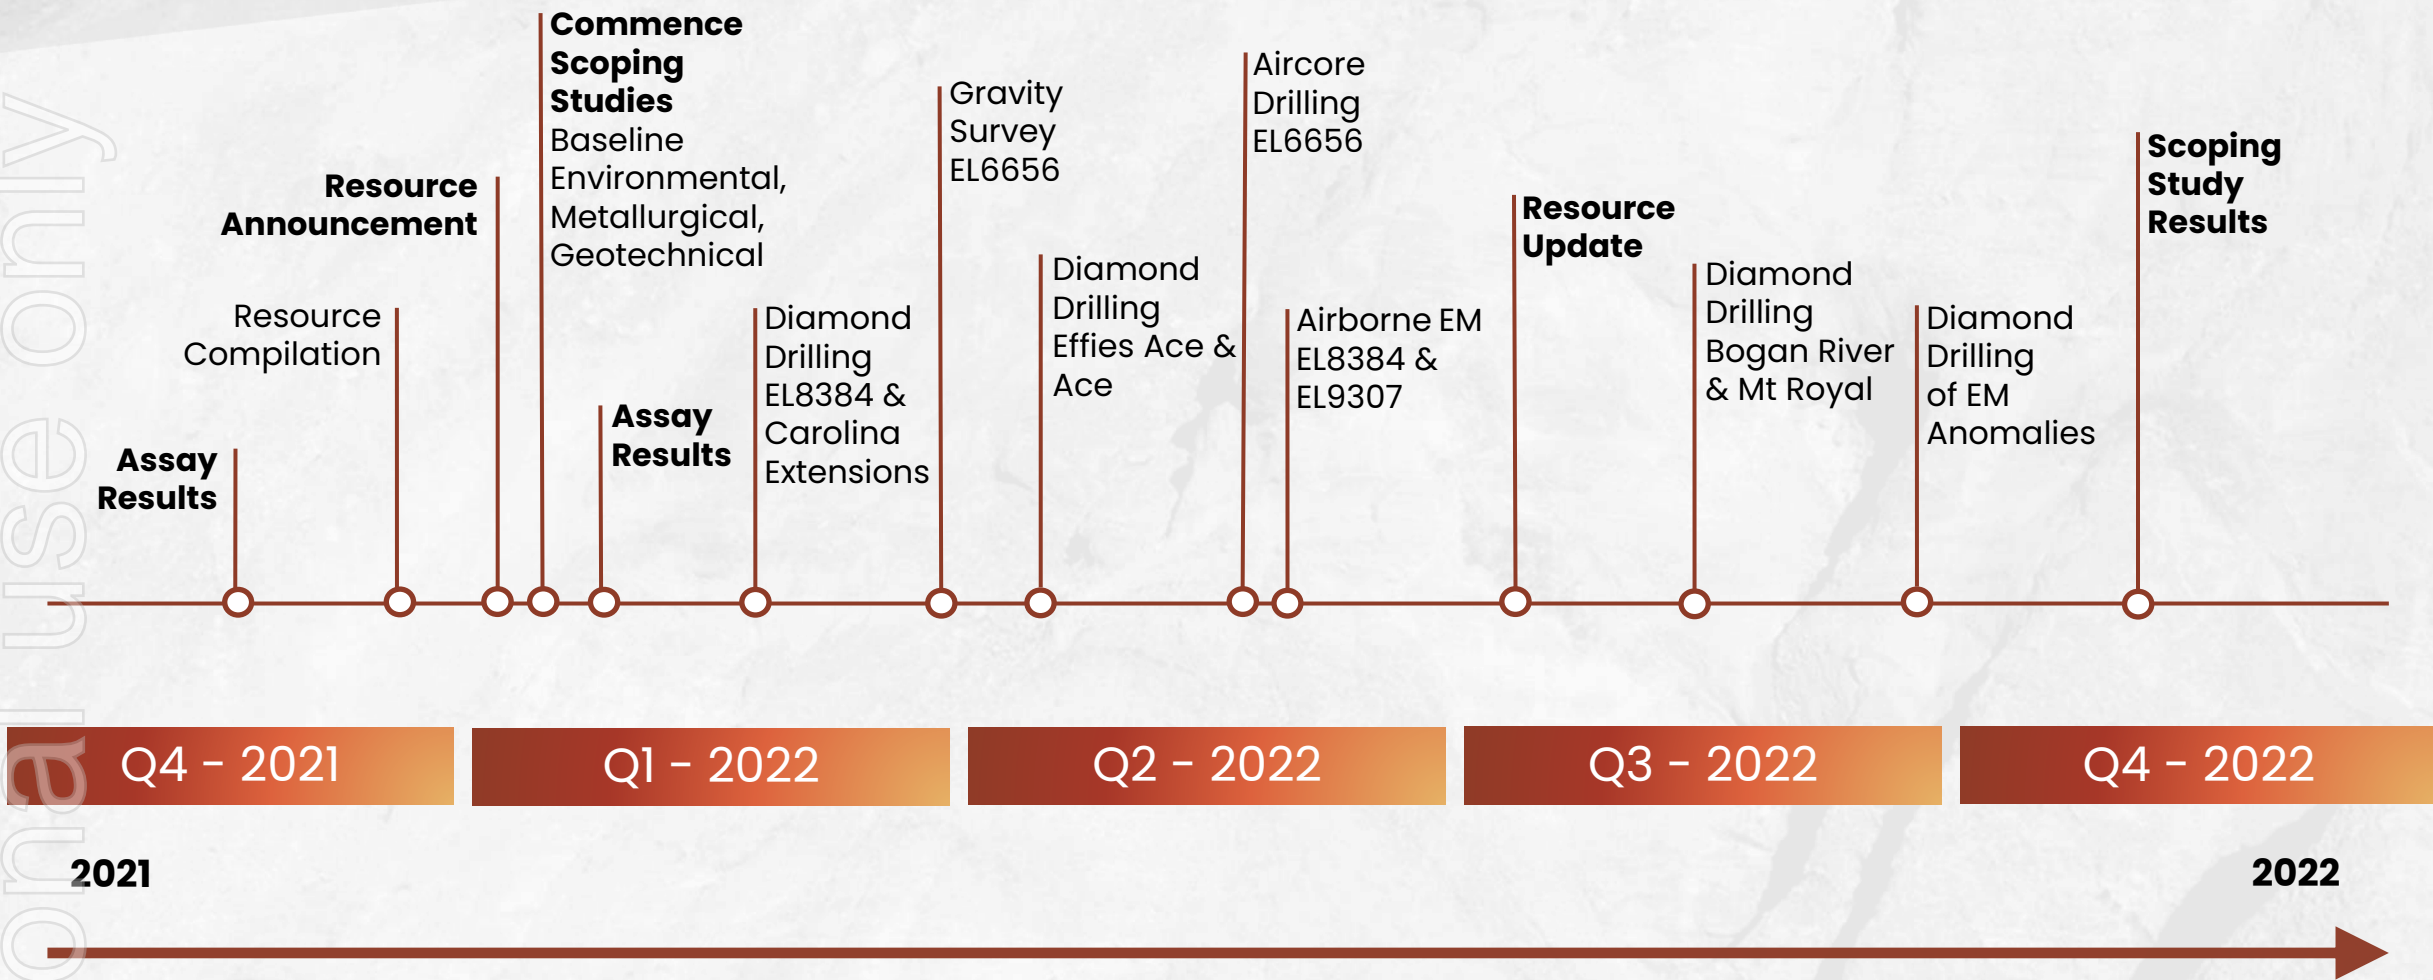 Assay
Results
Resource
Compilation
Resource
Announcement
Commence
Scoping
Studies
Baseline
Environmental,
Metallurgical,
Geotechnical
Assay
Results
Diamond
Drilling
EL8384 &
Carolina
Extensions
Gravity
Survey
EL6656
Diamond
Drilling
Effies Ace &
Ace
Aircore
Drilling
EL6656
Airborne EM
EL8384 &
EL9307
Resource
Update
Diamond
Drilling
Bogan River
& Mt Royal
Diamond
Drilling
of EM
Anomalies
Scoping
Study
Results
Q4 - 2021
Q1 - 2022
Q2 - 2022
Q3 - 2022
Q4 - 2022
2021
2022
onal use only